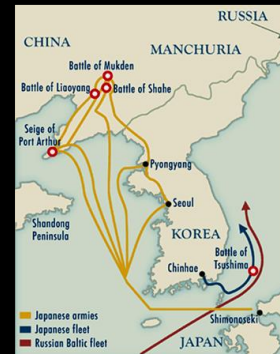 RUSSIA
CHINA
MANCHURIA
Battle of Mukden
Battle of Liaoyang
Battle of Shahe
Seige of
Port Arthur
Pyongyang
Seoul
Shandong
Peninsula
KOREA
Battle of
Tsushima
Chinhae
Shimonoseki
Japanese armies
Japanese fleet
Russian Baltic fleet
JAPAN